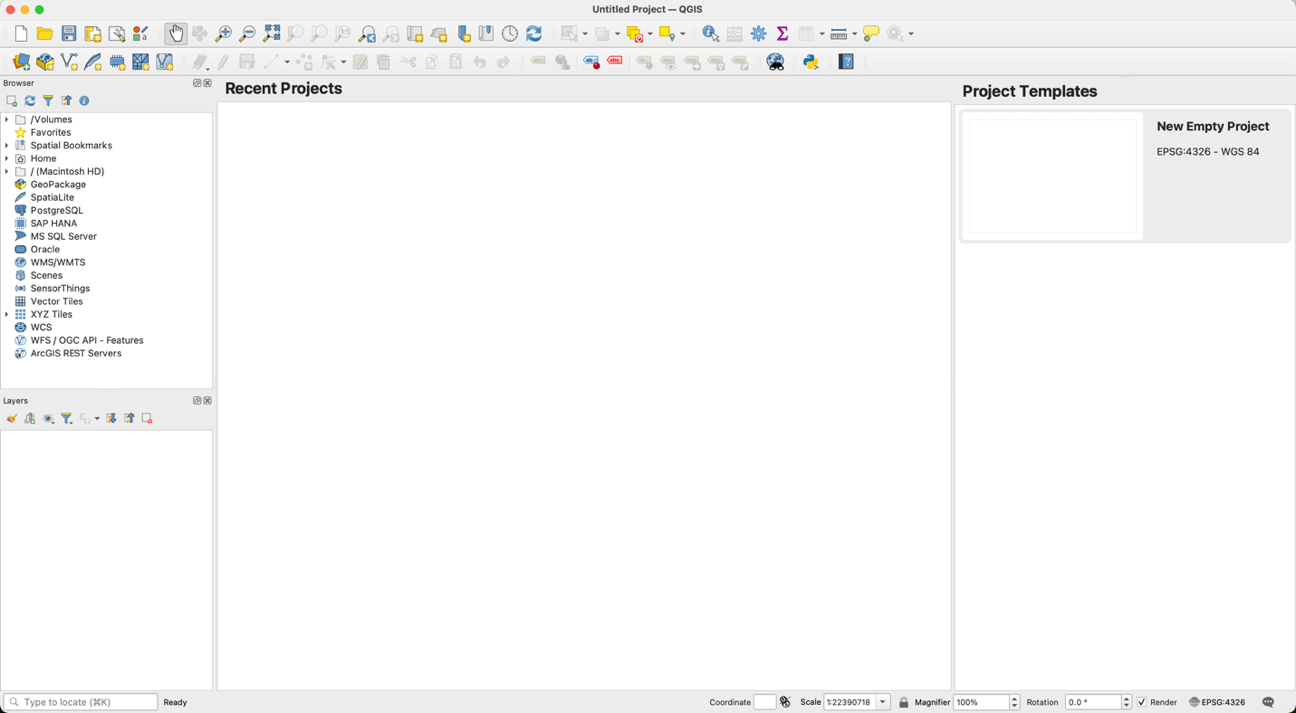 Untitled Project — QGIS
Browser
Recent Projects
Project Templates
/Volumes
Favorites
Spatial Bookmarks
Home
/ (Macintosh HD)
GeoPackage
SpatiaLite
PostgreSQL
SAP HANA
MS SQL Server
Oracle
WMS/WMTS
Scenes
SensorThings
Vector Tiles
XYZ Tiles
WCS
WFS / OGC API - Features
ArcGIS REST Servers
New Empty Project
EPSG:4326 - WGS 84
Layers
Type to locate (⌘K)
Ready
Coordinate
Scale 1:22390718
Magnifier 100%
Rotation 0.0 °
Render
EPSG:4326